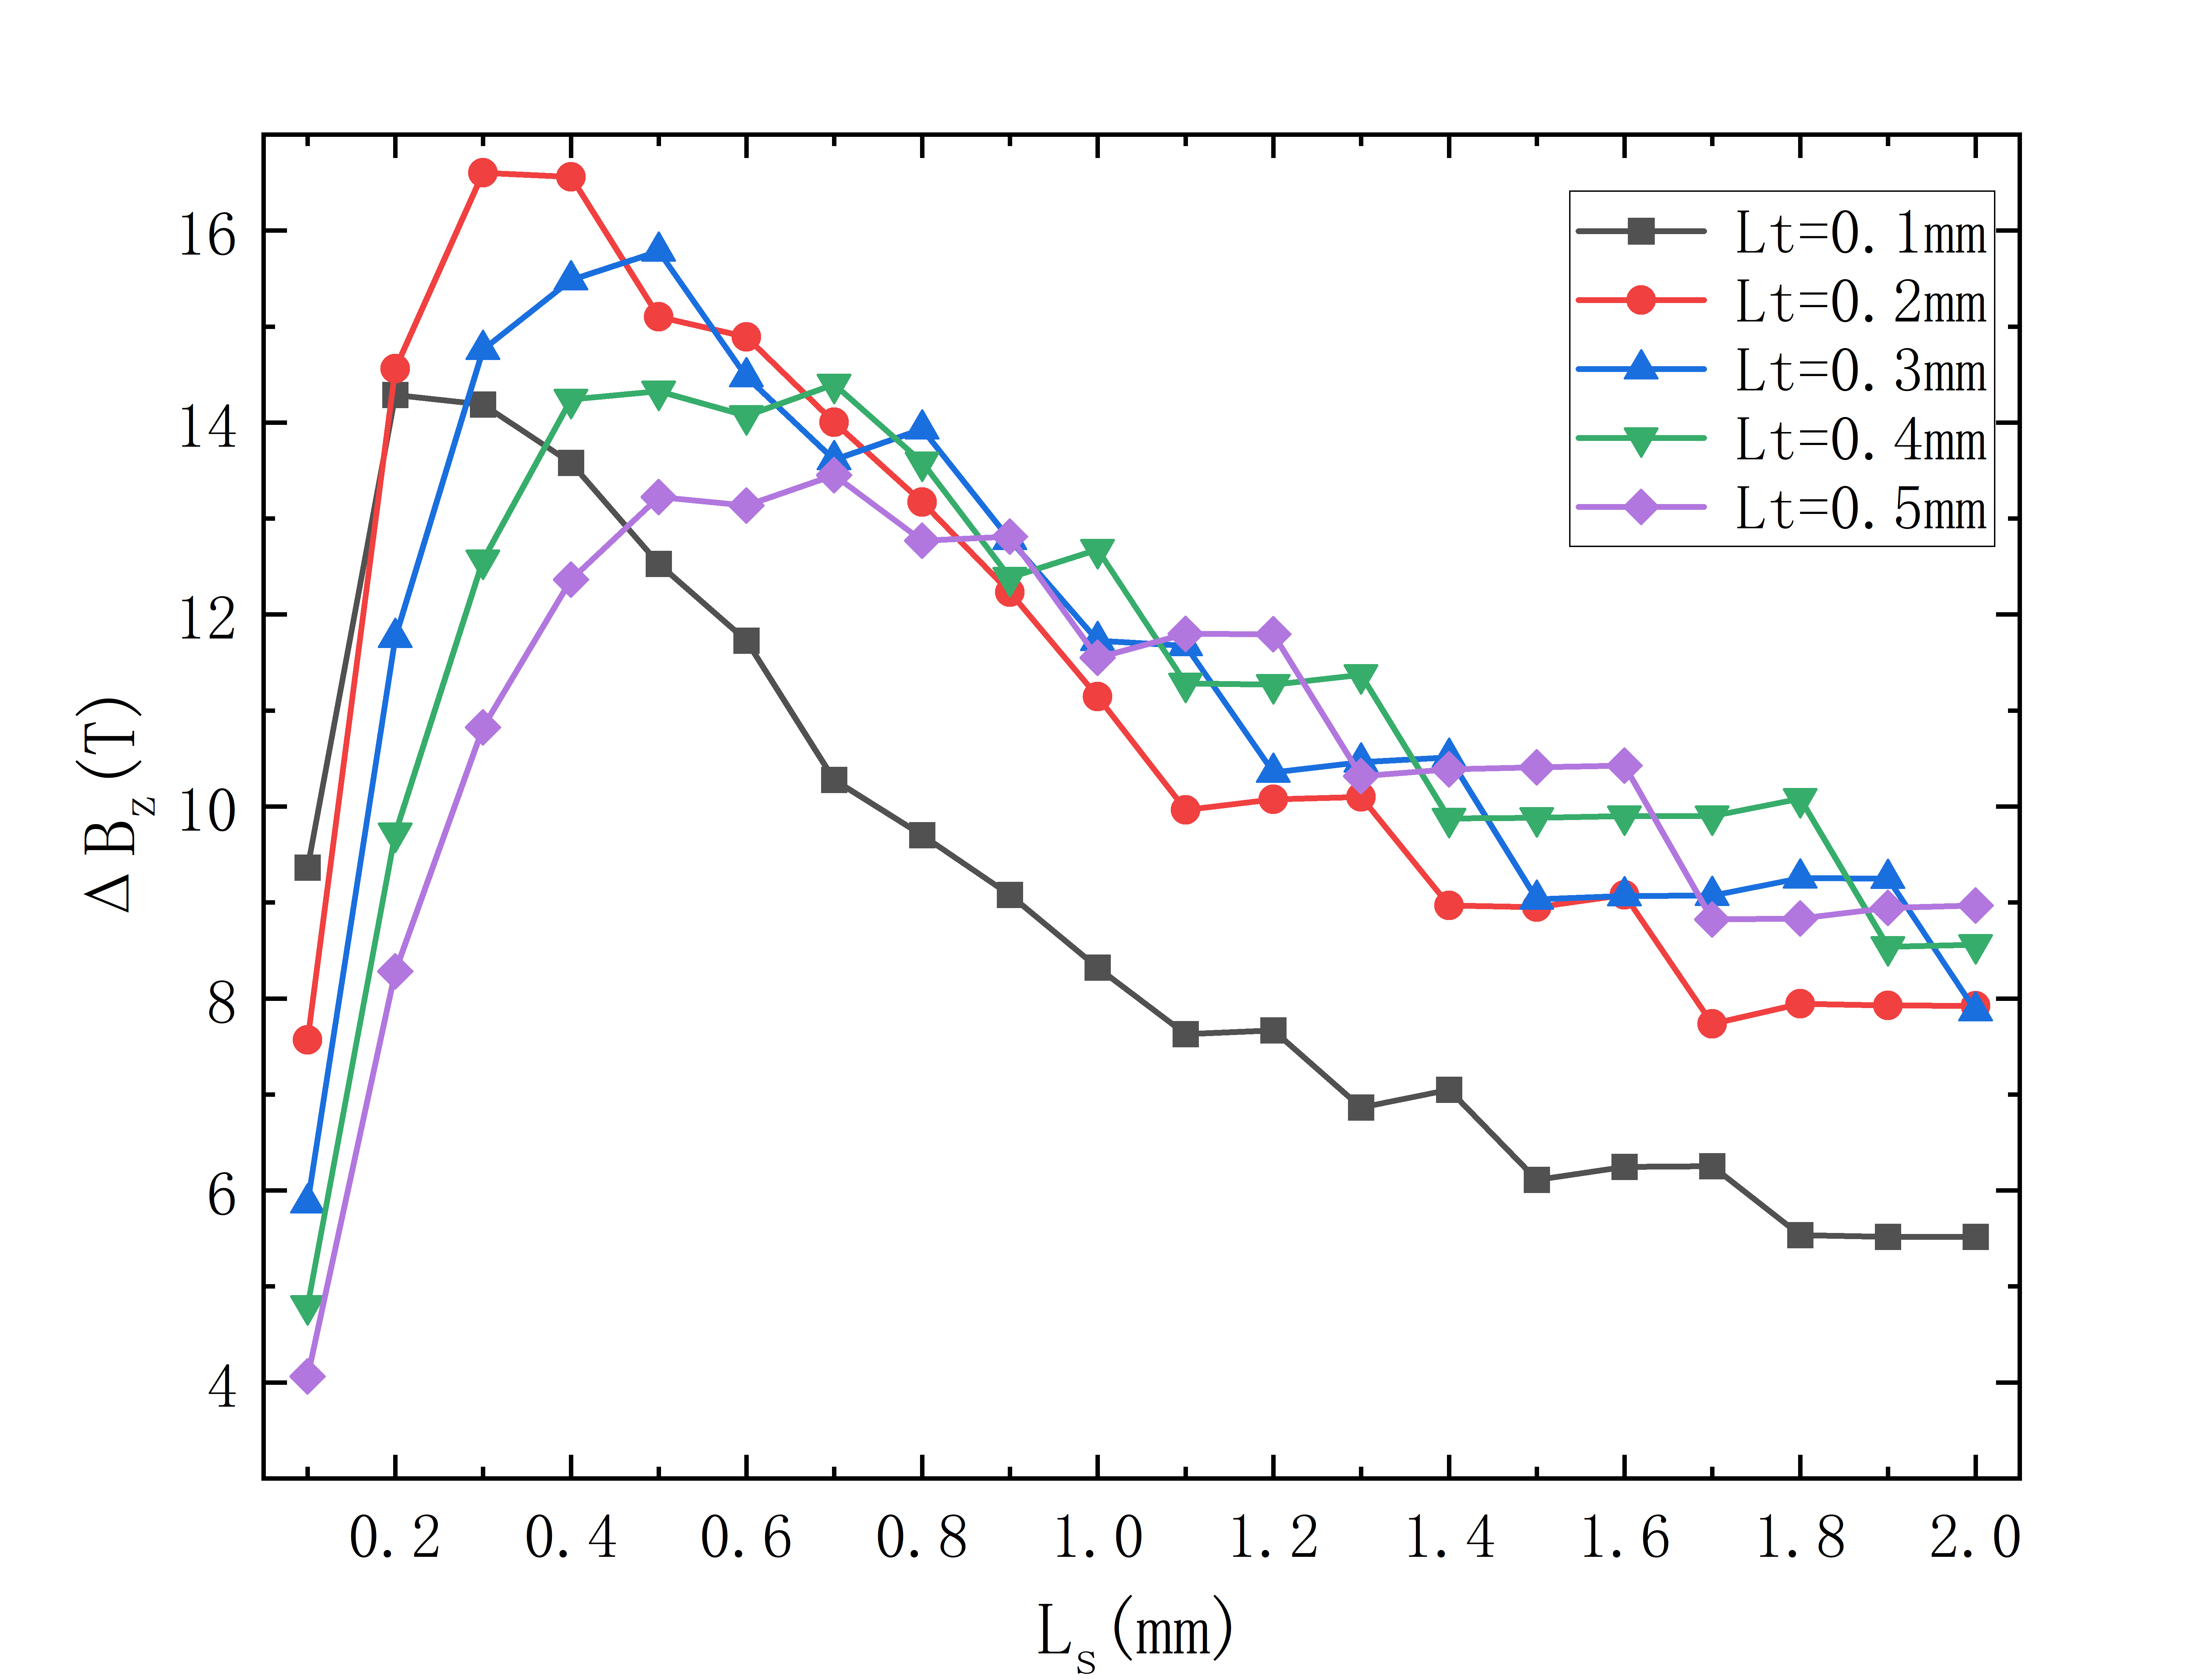 16
14
12
10
8
6
4
Δ Bz (T)
Lt=0. 1mm
Lt=0. 2mm
Lt=0. 3mm
Lt=0. 4mm
Lt=0. 5mm
0.2 0.4 0.6 0.8 1.0 1.2 1.4 1.6 1.8 2.0
Ls (mm)